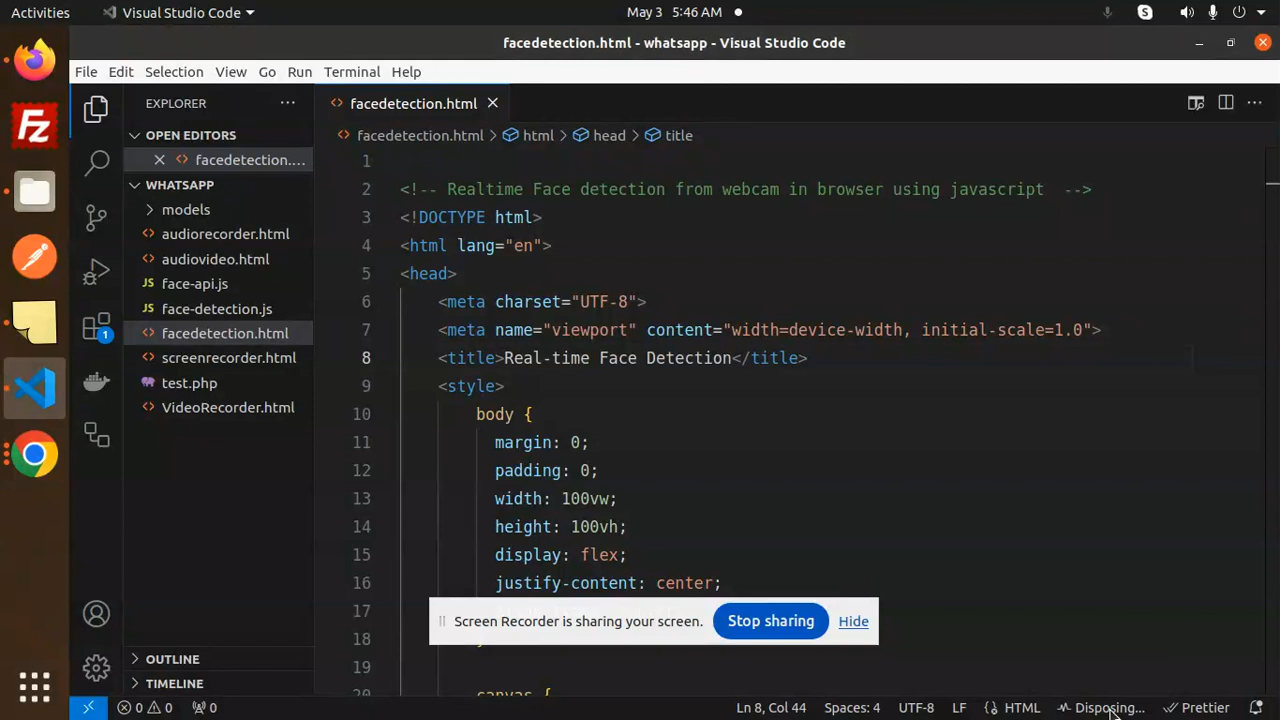 Activities
Visual Studio Code
May 3 5:46 AM
facedetection.html - whatsapp - Visual Studio Code
File Edit Selection View Go Run Terminal Help
EXPLORER
OPEN EDITORS
facedetection....
WHATSAPP
models
audiorecorder.html
audiovideo.html
JS face-api.js
JS face-detection.js
facedetection.html
screenrecorder.html
test.php
VideoRecorder.html
OUTLINE
TIMELINE
1
facedetection.html
facedetection.html > html > head > title
1
2 <!-- Realtime Face detection from webcam in browser using javascript -->
3 <!DOCTYPE html>
4 <html lang="en">
5 <head>
6 <meta charset="UTF-8">
7 <meta name="viewport" content="width=device-width, initial-scale=1.0">
8 <title>Real-time Face Detection</title>
9 <style>
10 body {
11 margin: 0;
12 padding: 0;
13 width: 100vw;
14 height: 100vh;
15 display: flex;
16 justify-content: center;
17
18
19
20 canvas {
Screen Recorder is sharing your screen. Stop sharing Hide
0 0 0 Ln 8, Col 44 Spaces: 4 UTF-8 LF HTML Disposing... Prettier